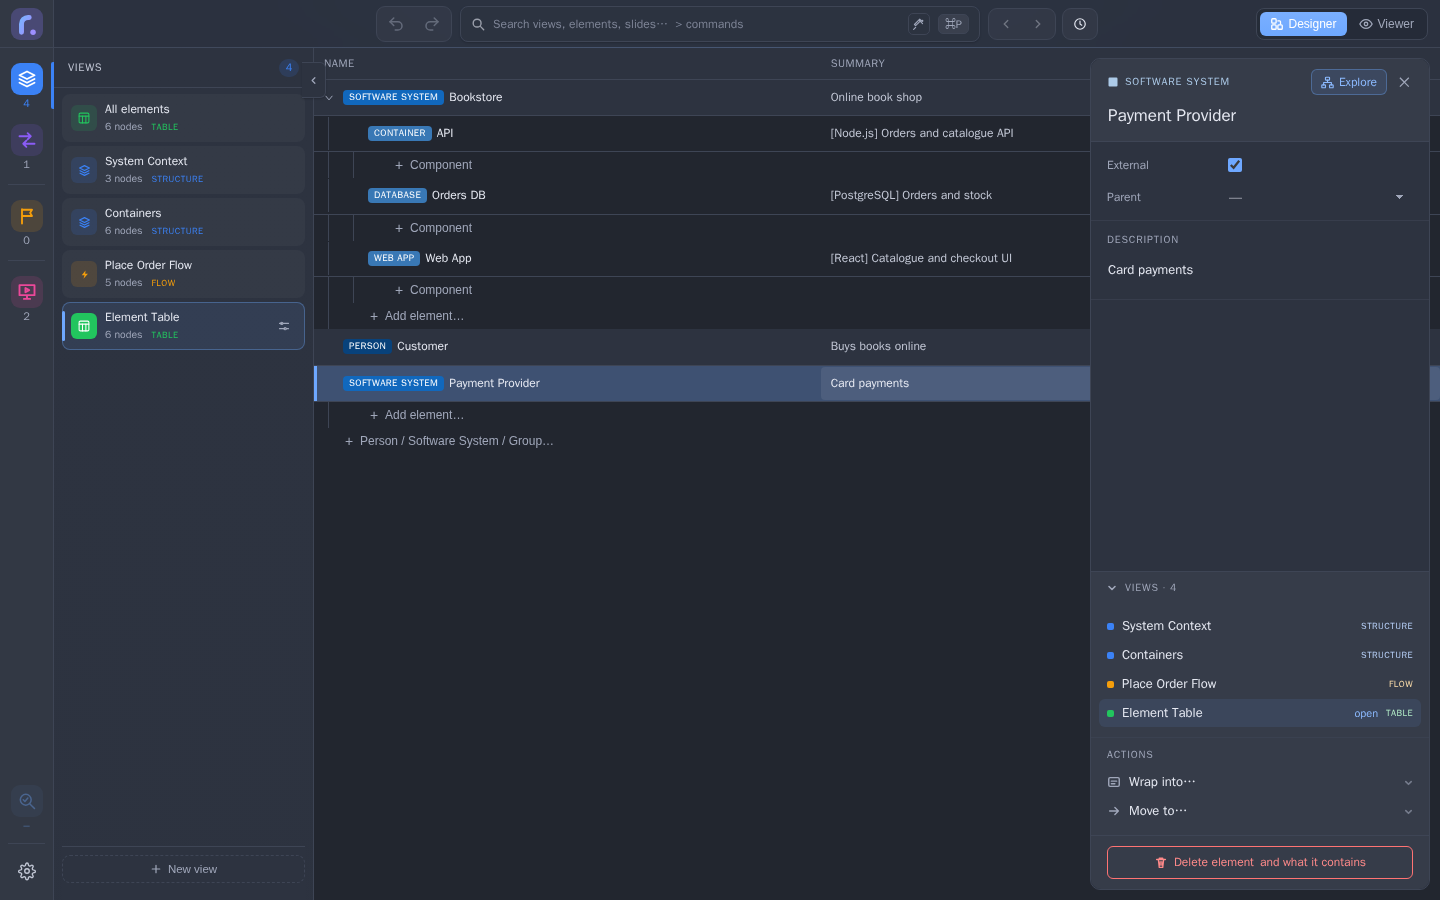 Search views, elements, slides··· > commands
⌘P
Designer
Viewer
4
1
0
2
VIEWS
4
All elements
6 nodes TABLE
System Context
3 nodes STRUCTURE
Containers
6 nodes STRUCTURE
Place Order Flow
5 nodes FLOW
Element Table
6 nodes TABLE
+ New view
NAME
SUMMARY
SOFTWARE SYSTEM Bookstore
Online book shop
CONTAINER API
[Node.js] Orders and catalogue API
+ Component
DATABASE Orders DB
[PostgreSQL] Orders and stock
+ Component
WEB APP Web App
[React] Catalogue and checkout UI
+ Component
+ Add element...
PERSON Customer
Buys books online
SOFTWARE SYSTEM Payment Provider
Card payments
+ Add element...
+ Person / Software System / Group...
SOFTWARE SYSTEM
Explore
Payment Provider
External
Parent —
DESCRIPTION
Card payments
VIEWS · 4
System Context STRUCTURE
Containers STRUCTURE
Place Order Flow FLOW
Element Table open TABLE
ACTIONS
Wrap into···
Move to···
Delete element and what it contains